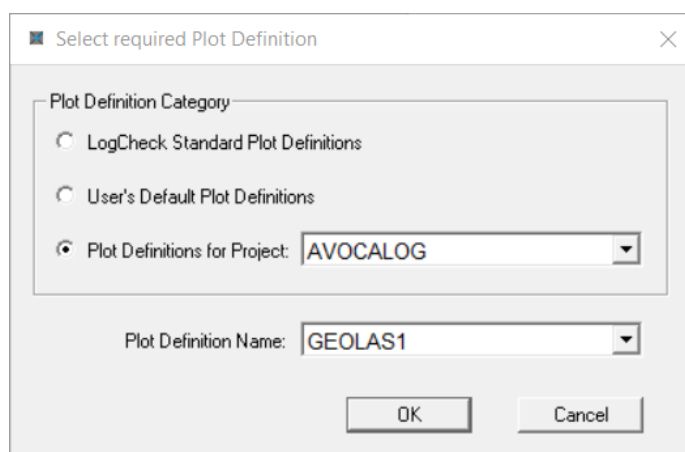 Select required Plot Definition
Plot Definition Category
LogCheck Standard Plot Definitions
User's Default Plot Definitions
Plot Definitions for Project: AVOCALOG
Plot Definition Name: GEOLAS1
OK Cancel